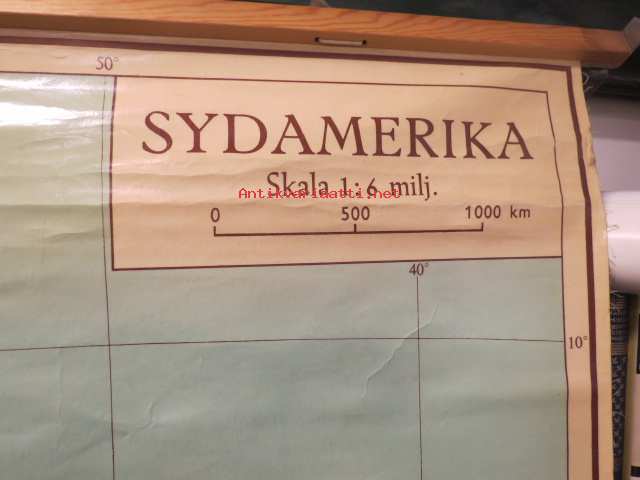 50°
SYDAMERIKA
Skala 1:6 milj.
Antikvariaatti.net
0 500 1000 km
40°
10°